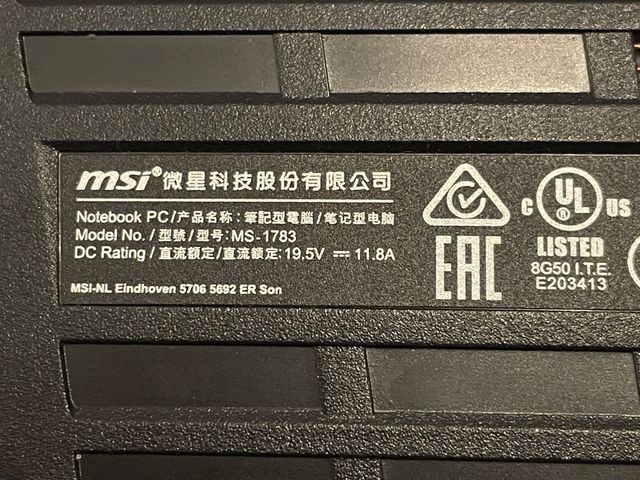 msi® 微星科技股份有限公司
Notebook PC/产品名称: 筆記型電腦/笔记型电脑
Model No. / 型號/型号: MS-1783
DC Rating / 直流額定/直流额定: 19.5V ⎓ 11.8A
MSI-NL Eindhoven 5706 5692 ER Son
EAC
C UL ® US
LISTED
8G50 I.T.E.
E203413